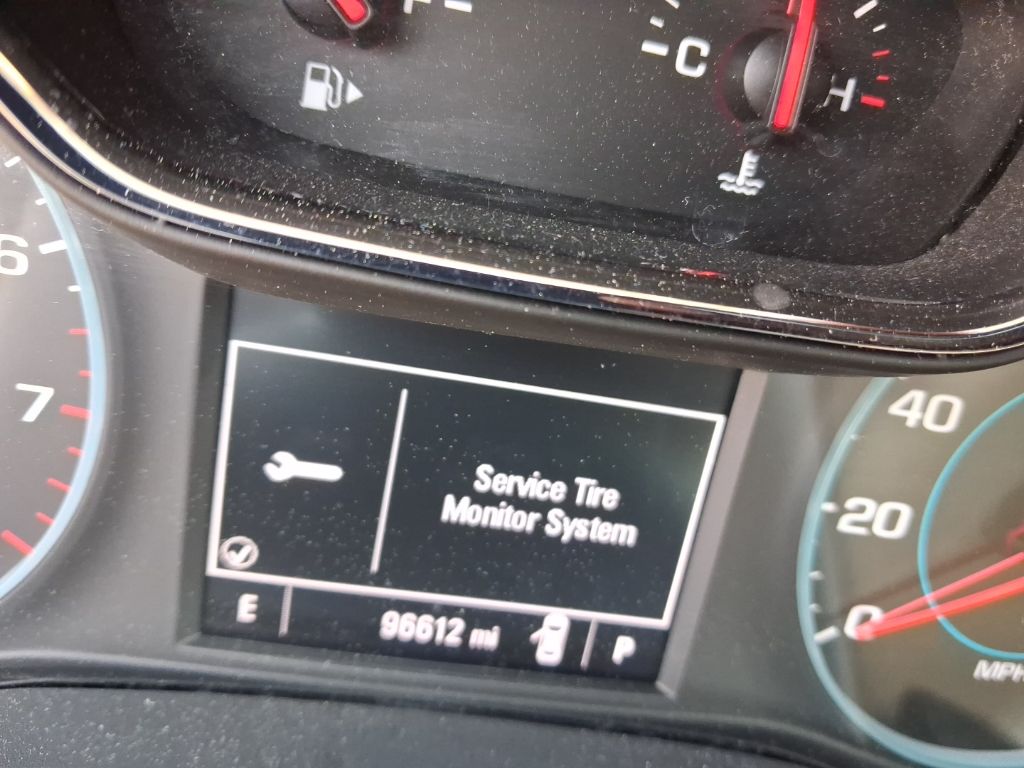 C
H
6
7
40
20
0
Service Tire
Monitor System
E
96612 mi
P
MPH